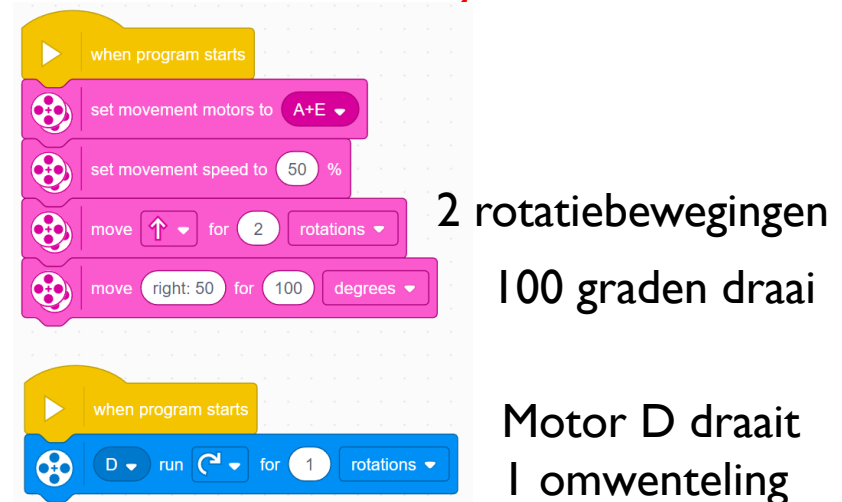 when program starts
set movement motors to A+E
set movement speed to 50 %
move for 2 rotations
2 rotatiebewegingen
move right: 50 for 100 degrees
100 graden draai
when program starts
Motor D draait
D run for 1 rotations
1 omwenteling